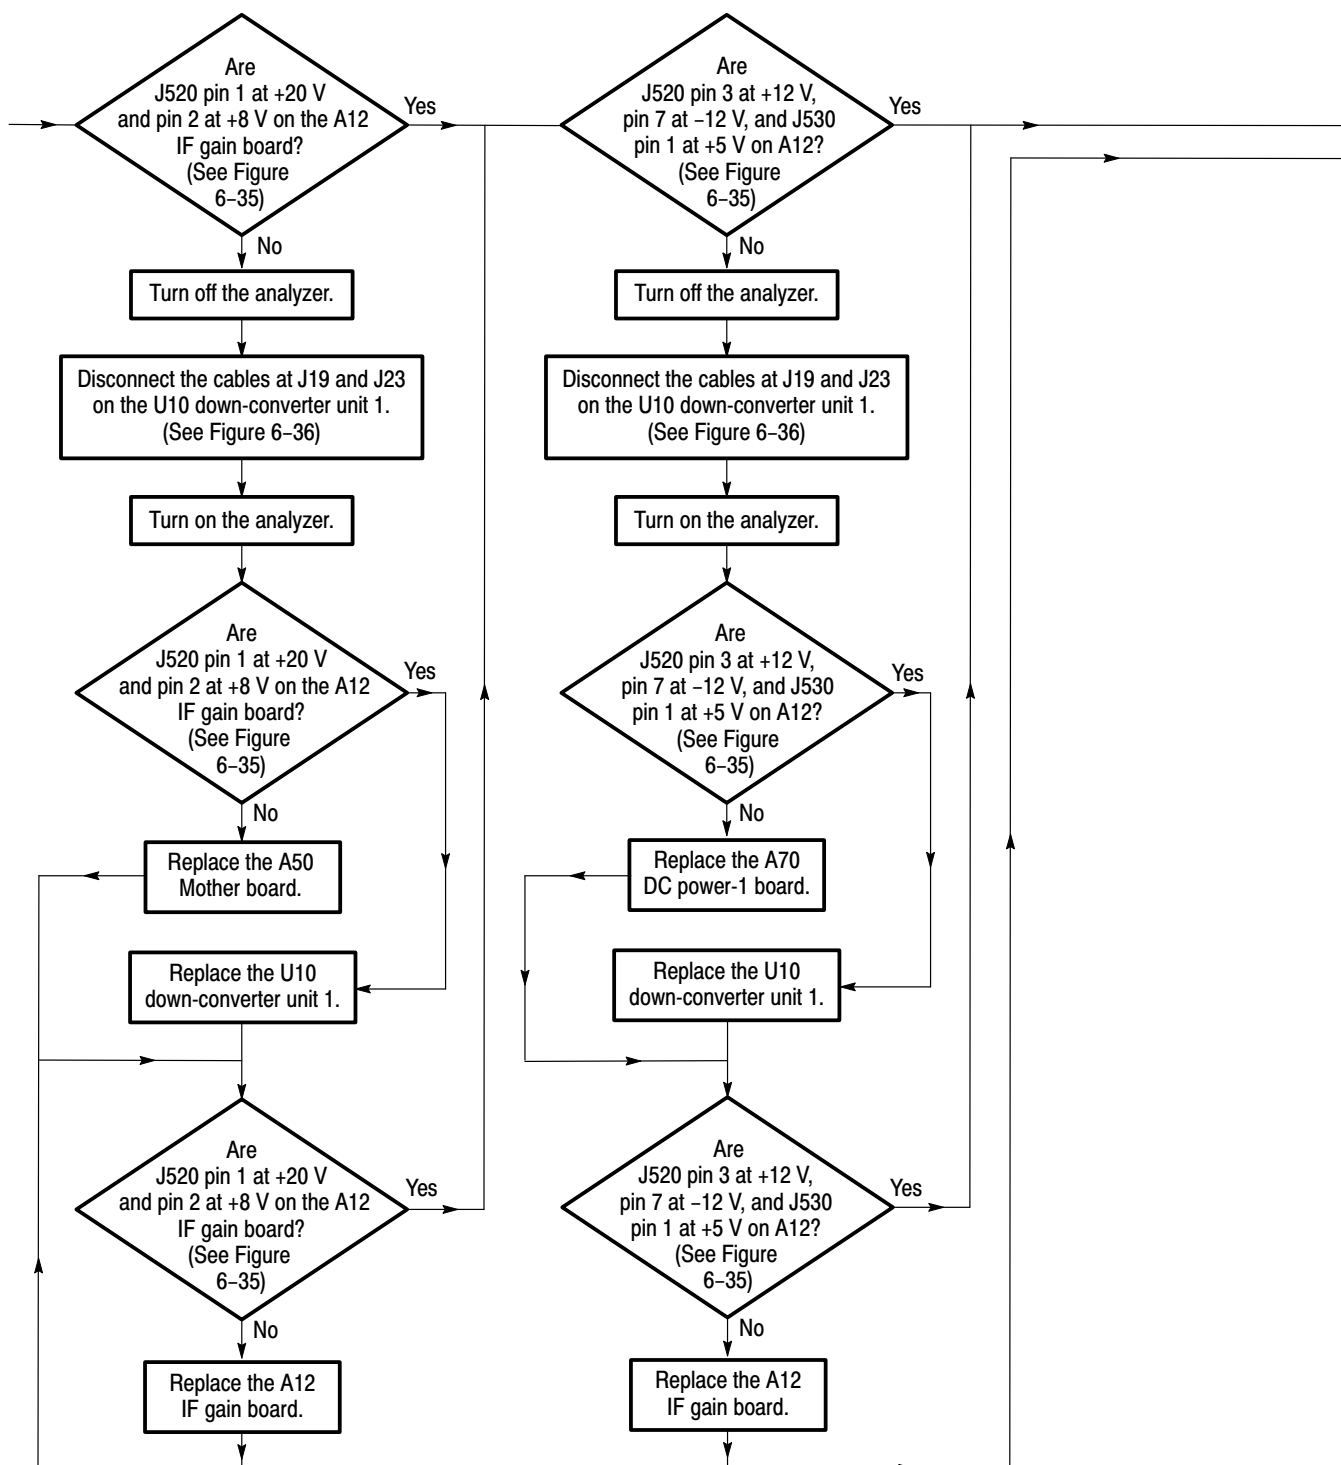 Are
J520 pin 1 at +20 V
and pin 2 at +8 V on the A12
IF gain board?
(See Figure
6–35)
Yes
No
Turn off the analyzer.
Disconnect the cables at J19 and J23
on the U10 down-converter unit 1.
(See Figure 6–36)
Turn on the analyzer.
Are
J520 pin 1 at +20 V
and pin 2 at +8 V on the A12
IF gain board?
(See Figure
6–35)
Yes
No
Replace the A50
Mother board.
Replace the U10
down-converter unit 1.
Are
J520 pin 1 at +20 V
and pin 2 at +8 V on the A12
IF gain board?
(See Figure
6–35)
Yes
No
Replace the A12
IF gain board.
Are
J520 pin 3 at +12 V,
pin 7 at –12 V, and J530
pin 1 at +5 V on A12?
(See Figure
6–35)
Yes
No
Turn off the analyzer.
Disconnect the cables at J19 and J23
on the U10 down-converter unit 1.
(See Figure 6–36)
Turn on the analyzer.
Are
J520 pin 3 at +12 V,
pin 7 at –12 V, and J530
pin 1 at +5 V on A12?
(See Figure
6–35)
Yes
No
Replace the A70
DC power-1 board.
Replace the U10
down-converter unit 1.
Are
J520 pin 3 at +12 V,
pin 7 at –12 V, and J530
pin 1 at +5 V on A12?
(See Figure
6–35)
Yes
No
Replace the A12
IF gain board.